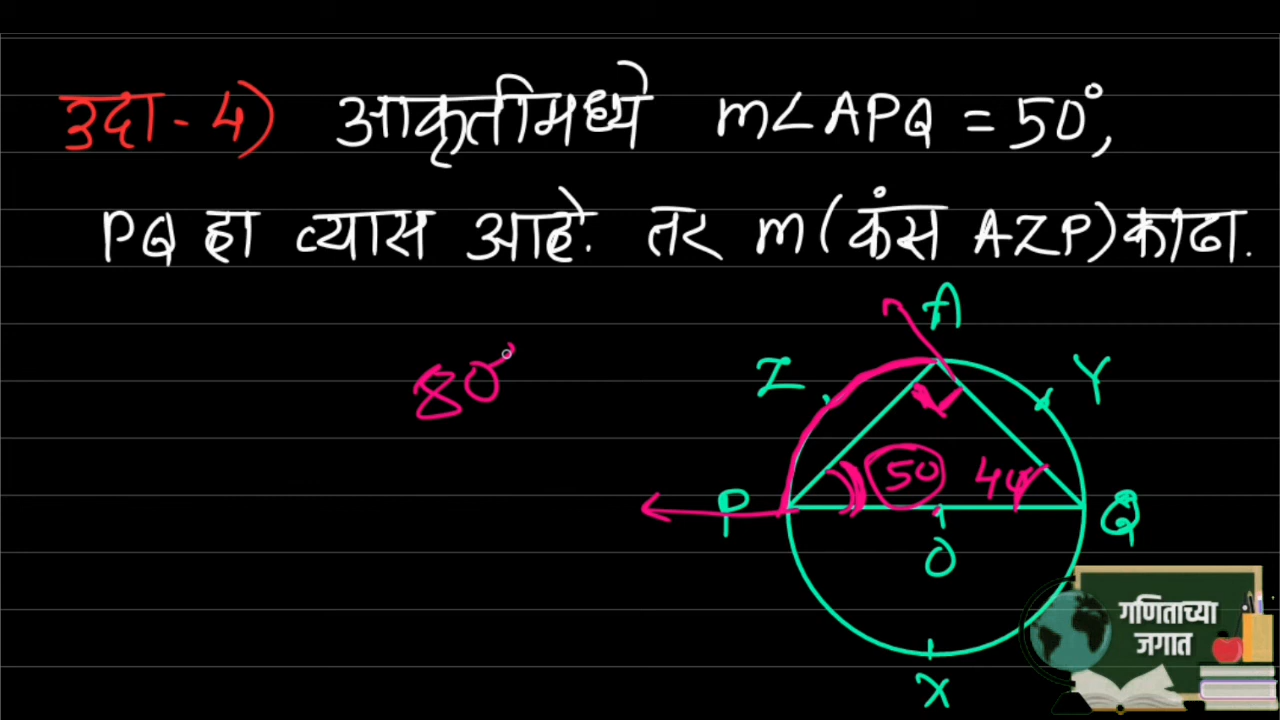 उदा - 4) आकृतीमध्ये m∠APQ = 50°,
PQ हा व्यास आहे. तर m(कंस AZP) काढा.
A
Z Y
80°
50 40
P Q
O
X
गणिताच्या
जगात